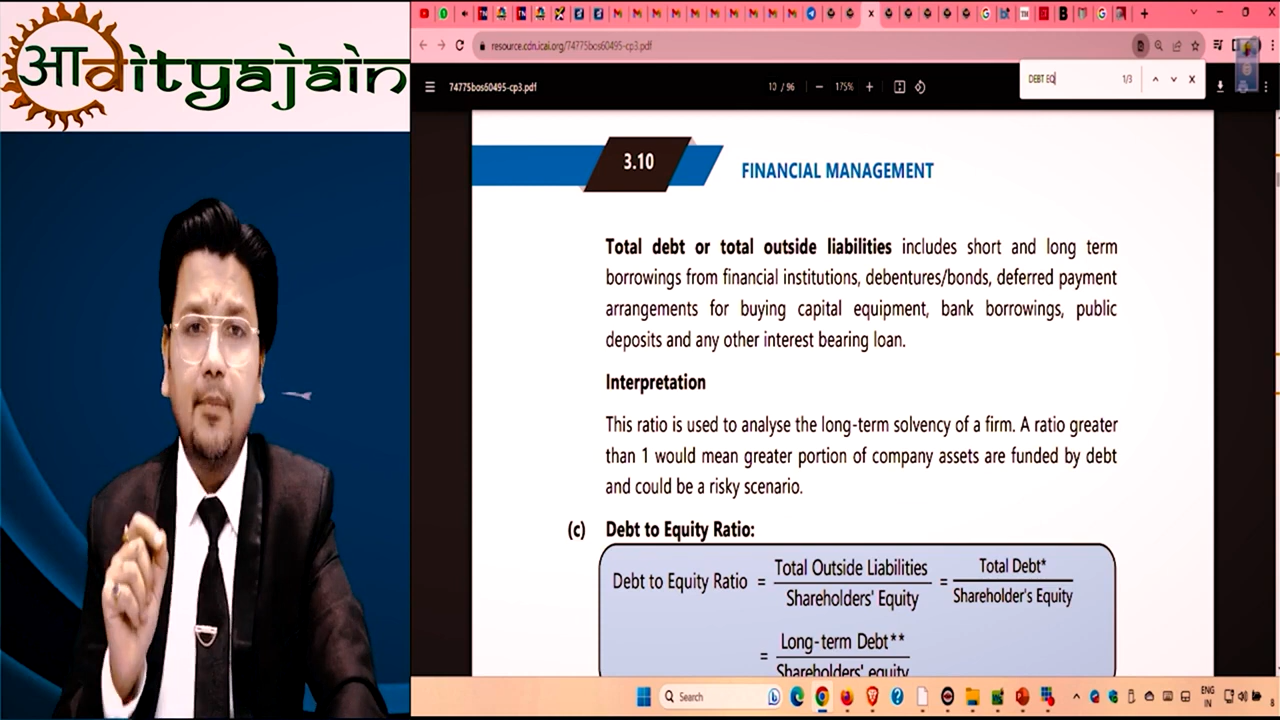 आdityajain
resource.cdn.icai.org/74775bos60495-cp3.pdf
DEBT EQ
1/3
74775bos60495-cp3.pdf
10 / 96
175%
3.10
FINANCIAL MANAGEMENT
Total debt or total outside liabilities includes short and long term
borrowings from financial institutions, debentures/bonds, deferred payment
arrangements for buying capital equipment, bank borrowings, public
deposits and any other interest bearing loan.
Interpretation
This ratio is used to analyse the long-term solvency of a firm. A ratio greater
than 1 would mean greater portion of company assets are funded by debt
and could be a risky scenario.
(c) Debt to Equity Ratio:
Debt to Equity Ratio = Total Outside Liabilities / Shareholders' Equity = Total Debt* / Shareholder's Equity
= Long-term Debt** / Shareholders' equity
Search
ENG
IN